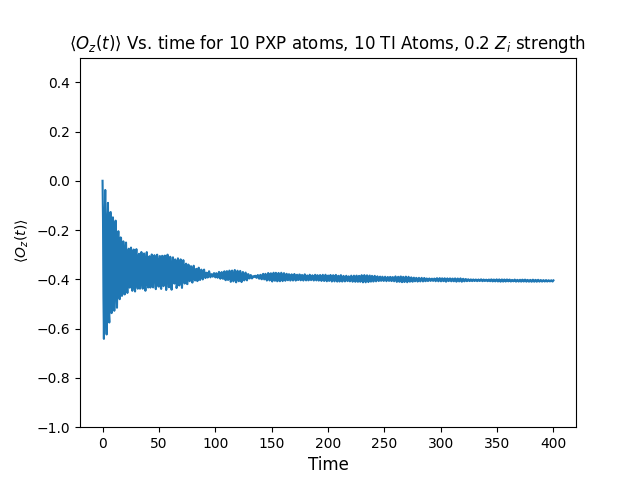 ⟨O_z(t)⟩ Vs. time for 10 PXP atoms, 10 TI Atoms, 0.2 Z_i strength
0.4
0.2
0.0
−0.2
−0.4
−0.6
−0.8
−1.0
⟨O_z(t)⟩
0 50 100 150 200 250 300 350 400
Time